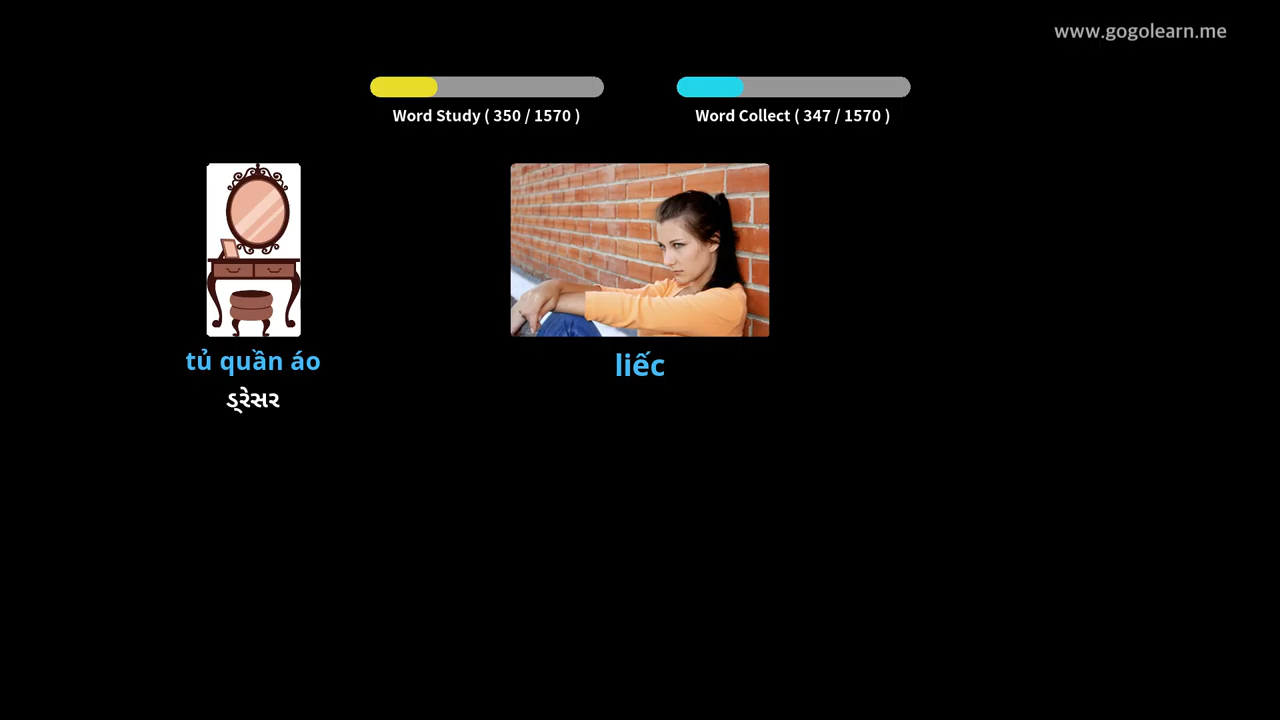 www.gogolearn.me
Word Study ( 350 / 1570 )
Word Collect ( 347 / 1570 )
tủ quần áo
ડ્રેસર
liếc